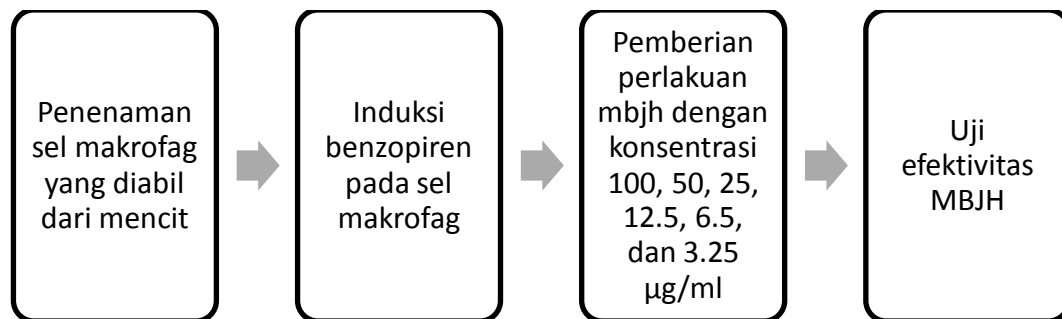 Penenaman
sel makrofag
yang diabil
dari mencit
Induksi
benzopiren
pada sel
makrofag
Pemberian
perlakuan
mbjh dengan
konsentrasi
100, 50, 25,
12.5, 6.5,
dan 3.25
µg/ml
Uji
efektivitas
MBJH